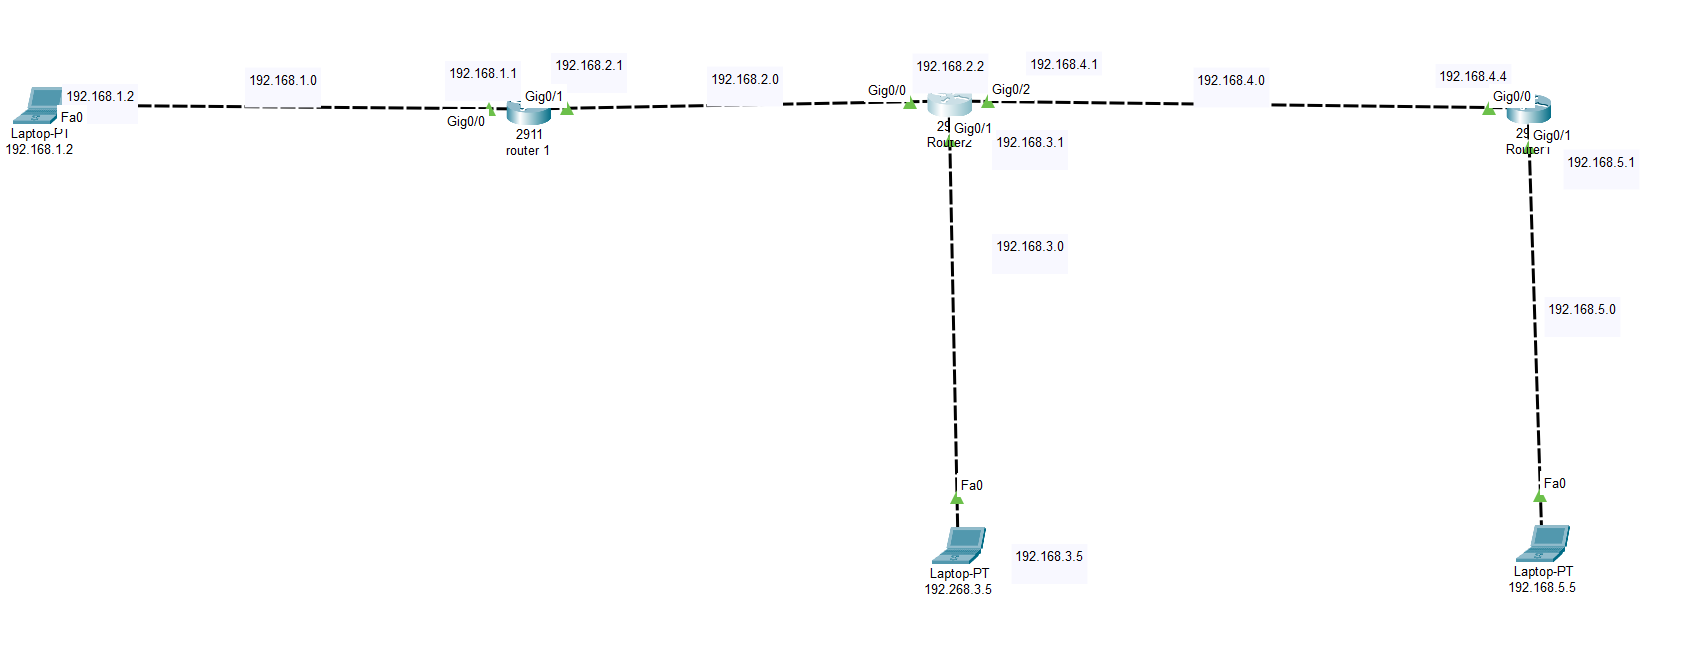 192.168.1.2
Fa0
Laptop-PT
192.168.1.2
192.168.1.0
192.168.1.1
Gig0/0
192.168.2.1
Gig0/1
2911
router 1
192.168.2.0
Gig0/0
192.168.2.2
192.168.4.1
Gig0/2
29
Gig0/1
Router2
192.168.3.1
192.168.4.0
192.168.4.4
Gig0/0
29
Gig0/1
Router1
192.168.5.1
192.168.3.0
192.168.5.0
Fa0
Laptop-PT
192.268.3.5
192.168.3.5
Fa0
Laptop-PT
192.168.5.5